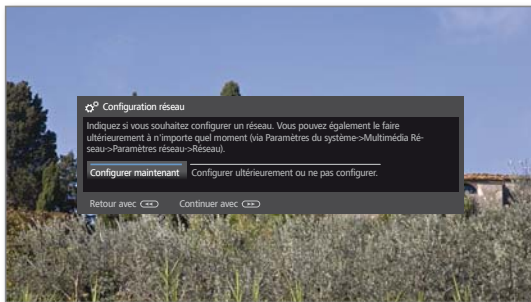 Configuration réseau
Indiquez si vous souhaitez configurer un réseau. Vous pouvez également le faire
ultérieurement à n'importe quel moment (via Paramètres du système->Multimédia Ré-
seau->Paramètres réseau->Réseau).
Configurer maintenant Configurer ultérieurement ou ne pas configurer.
Retour avec Continuer avec